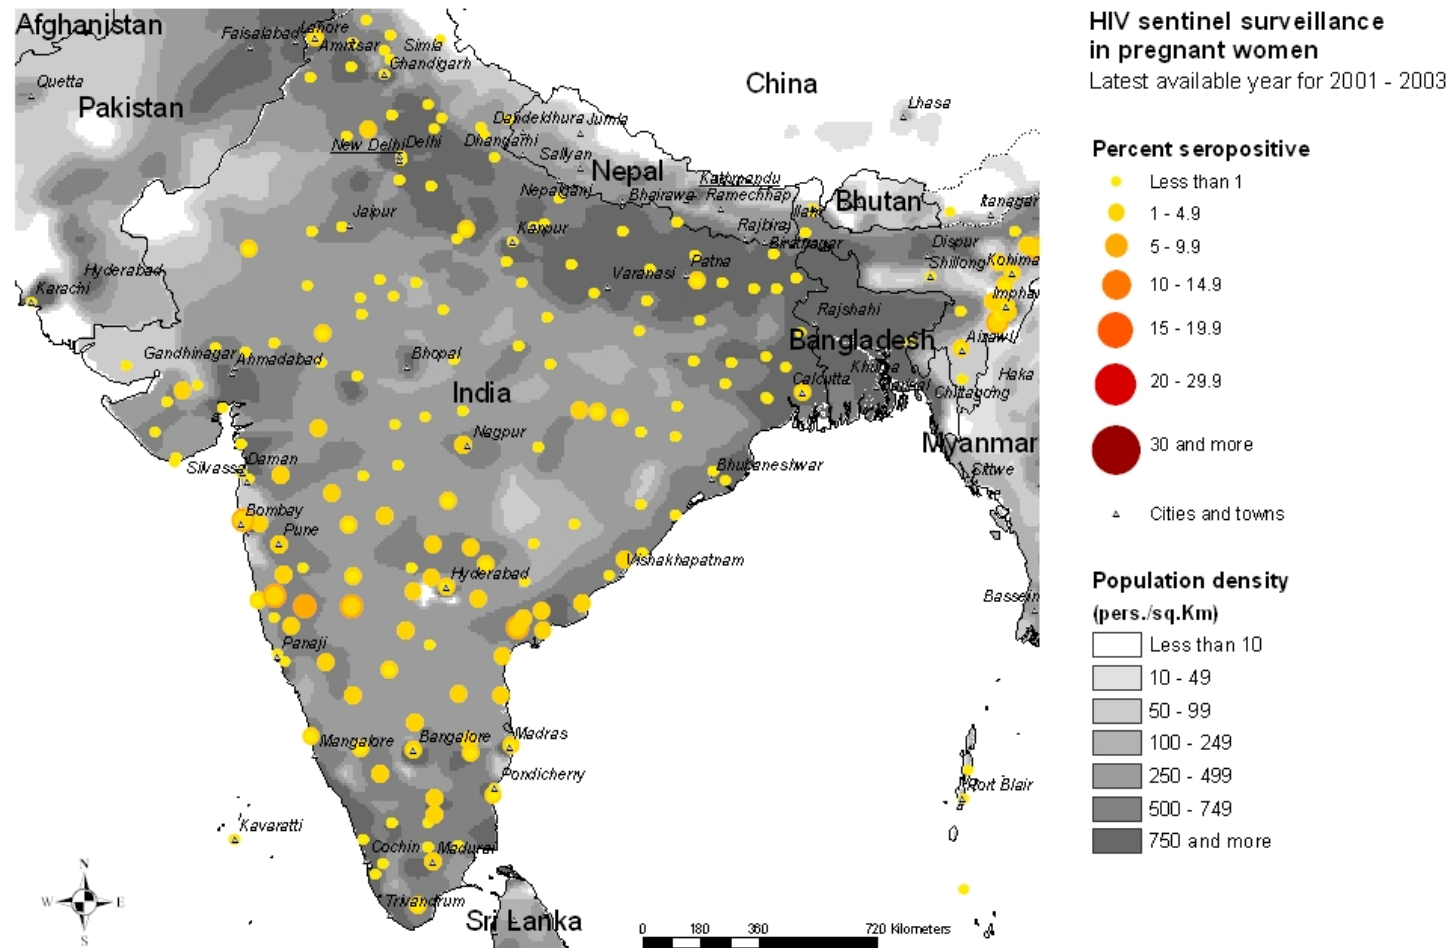 HIV sentinel surveillance
in pregnant women
Latest available year for 2001 - 2003
Percent seropositive
Less than 1
1 - 4.9
5 - 9.9
10 - 14.9
15 - 19.9
20 - 29.9
30 and more
Cities and towns
Population density
(pers./sq.Km)
Less than 10
10 - 49
50 - 99
100 - 249
250 - 499
500 - 749
750 and more
Afghanistan
Faisalabad
Lahore
Amritsar
Simla
Chandigarh
Quetta
Pakistan
China
Lhasa
Dandeldhura
Jumla
New Delhi
Delhi
Dhangarhi
Sallyan
Nepal
Kathmandu
Nepalganj
Bhairawa
Ramechhap
Ilam
Bhutan
Itanagar
Jaipur
Kanpur
Rajbiraj
Biratnagar
Dispur
Hyderabad
Karachi
Varanasi
Patna
Shillong
Kohima
Imphal
Rajshahi
Bangladesh
Aizawl
Gandhinagar
Ahmadabad
Bhopal
India
Calcutta
Khulna
Haka
Chittagong
Nagpur
Myanmar
Silvassa
Daman
Bhubaneshwar
Sittwe
Bombay
Pune
Vishakhapatnam
Hyderabad
Bassein
Panaji
Mangalore
Bangalore
Madras
Pondicherry
Port Blair
Kavaratti
Cochin
Madurai
Trivandrum
Sri Lanka
N
W
E
S
0 180 360 720 Kilometers